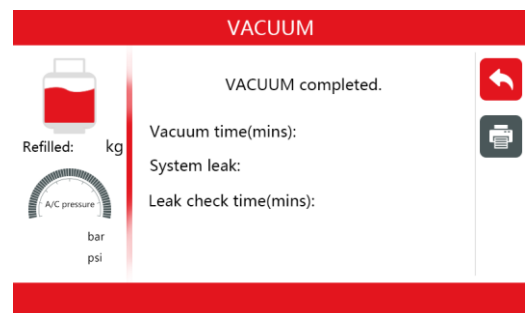 VACUUM
VACUUM completed.
Refilled: kg
Vacuum time(mins):
System leak:
Leak check time(mins):
A/C pressure
bar
psi